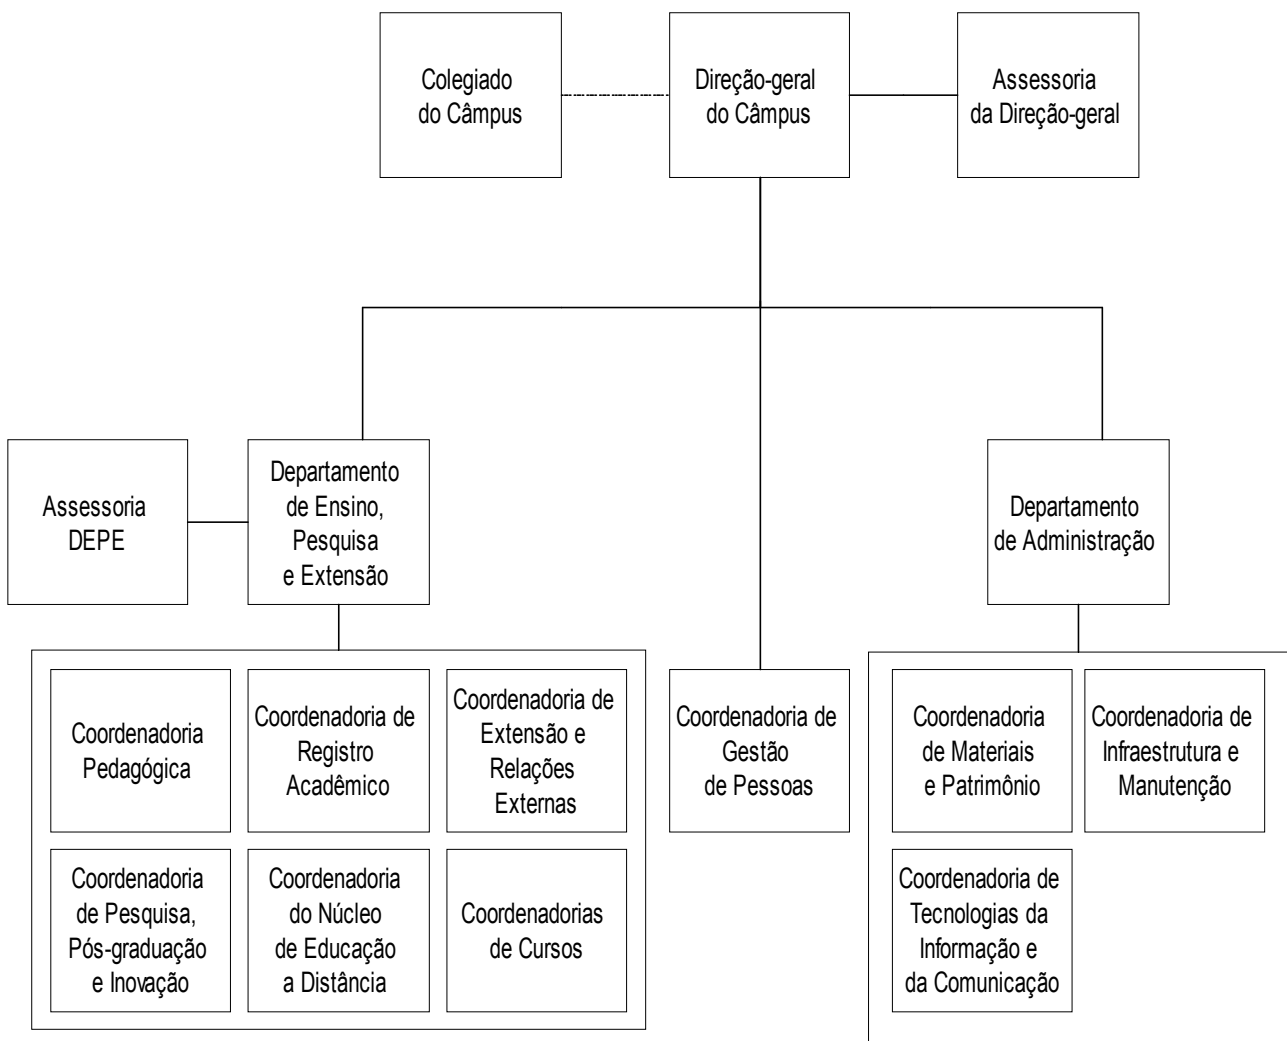 Colegiado
do Câmpus
Direção-geral
do Câmpus
Assessoria
da Direção-geral
Assessoria
DEPE
Departamento
de Ensino,
Pesquisa
e Extensão
Departamento
de Administração
Coordenadoria
Pedagógica
Coordenadoria de
Registro
Acadêmico
Coordenadoria de
Extensão e
Relações
Externas
Coordenadoria de
Gestão
de Pessoas
Coordenadoria
de Materiais
e Patrimônio
Coordenadoria de
Infraestrutura e
Manutenção
Coordenadoria
de Pesquisa,
Pós-graduação
e Inovação
Coordenadoria
do Núcleo
de Educação
a Distância
Coordenadorias
de Cursos
Coordenadoria de
Tecnologias da
Informação e
da Comunicação